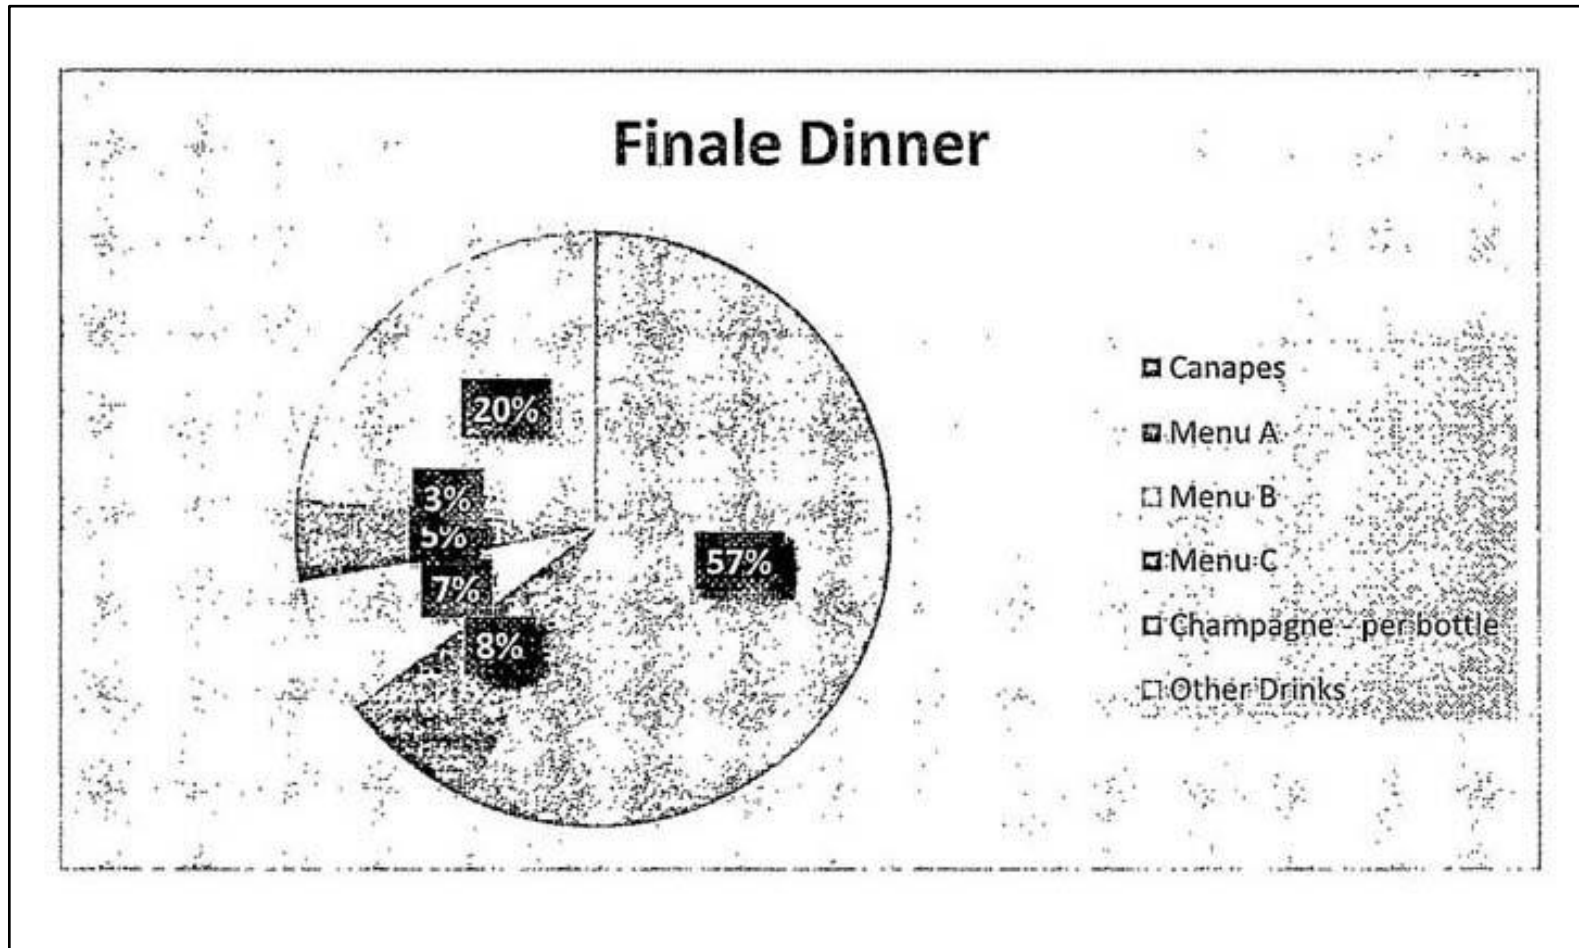 Finale Dinner
20%
3%
5%
7%
8%
57%
Canapes
Menu A
Menu B
Menu C
Champagne - per bottle
Other Drinks